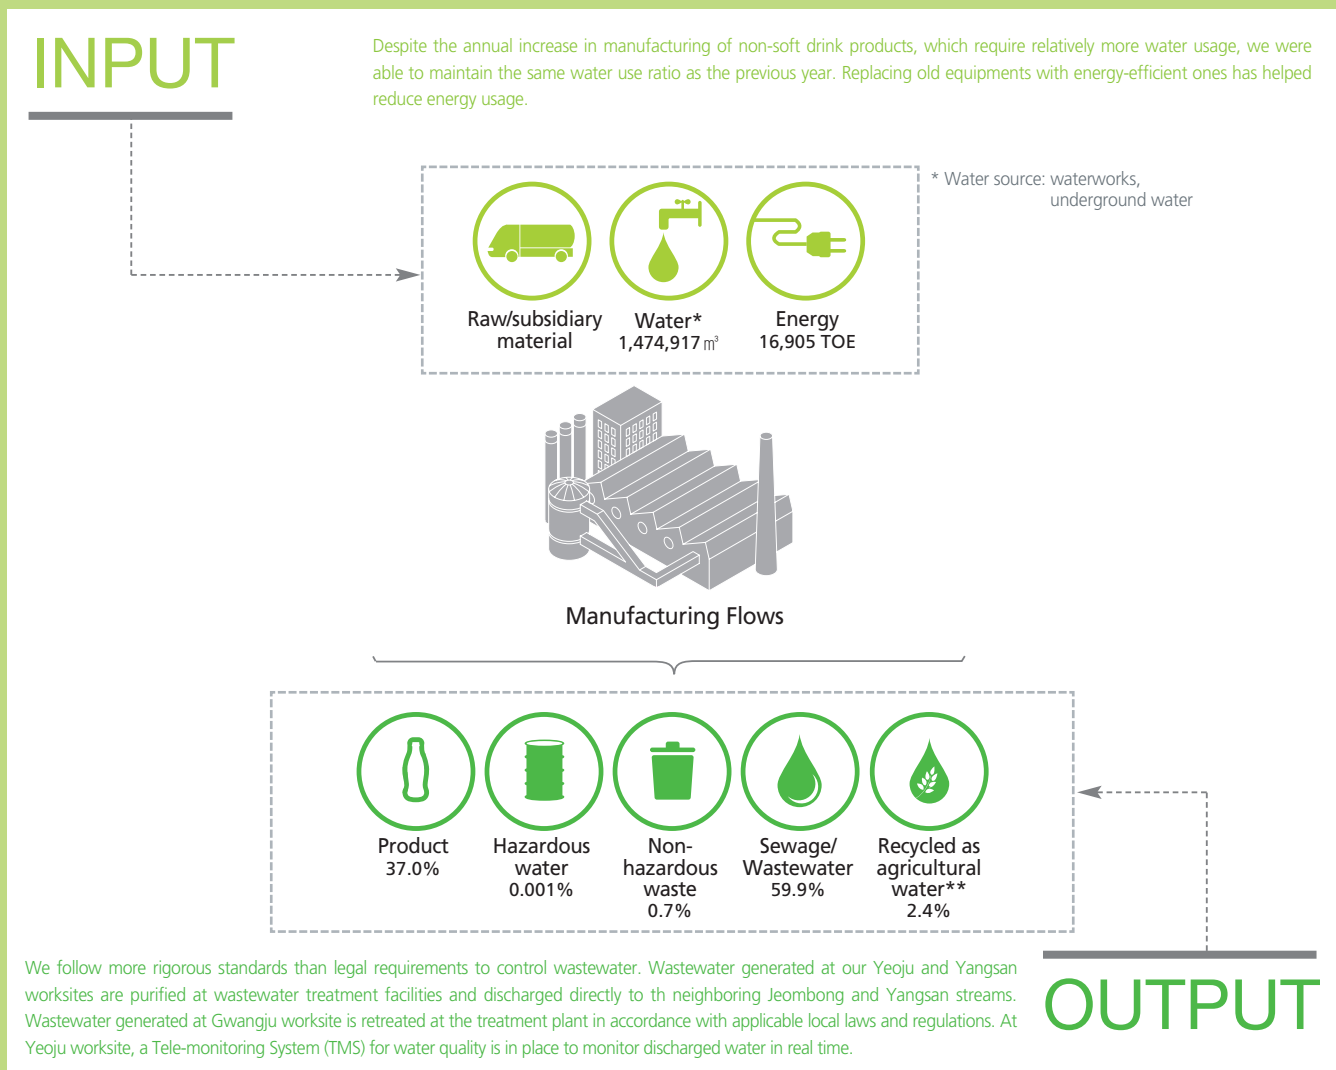 INPUT
Despite the annual increase in manufacturing of non-soft drink products, which require relatively more water usage, we were
able to maintain the same water use ratio as the previous year. Replacing old equipments with energy-efficient ones has helped
reduce energy usage.
* Water source: waterworks,
underground water
Raw/subsidiary
material
Water*
1,474,917㎥
Energy
16,905 TOE
Manufacturing Flows
Product
37.0%
Hazardous
water
0.001%
Non-
hazardous
waste
0.7%
Sewage/
Wastewater
59.9%
Recycled as
agricultural
water**
2.4%
We follow more rigorous standards than legal requirements to control wastewater. Wastewater generated at our Yeoju and Yangsan
worksites are purified at wastewater treatment facilities and discharged directly to th neighboring Jeombong and Yangsan streams.
Wastewater generated at Gwangju worksite is retreated at the treatment plant in accordance with applicable local laws and regulations. At
Yeoju worksite, a Tele-monitoring System (TMS) for water quality is in place to monitor discharged water in real time.
OUTPUT